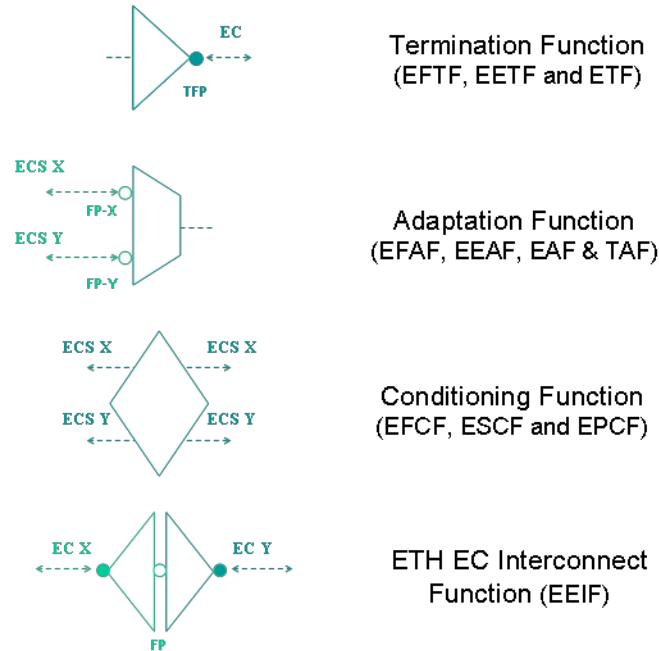 EC
TFP
Termination Function
(EFTF, EETF and ETF)
ECS X
FP-X
ECS Y
FP-Y
Adaptation Function
(EFAF, EEAF, EAF & TAF)
ECS X
ECS X
ECS Y
ECS Y
Conditioning Function
(EFCF, ESCF and EPCF)
EC X
EC Y
FP
ETH EC Interconnect
Function (EEIF)